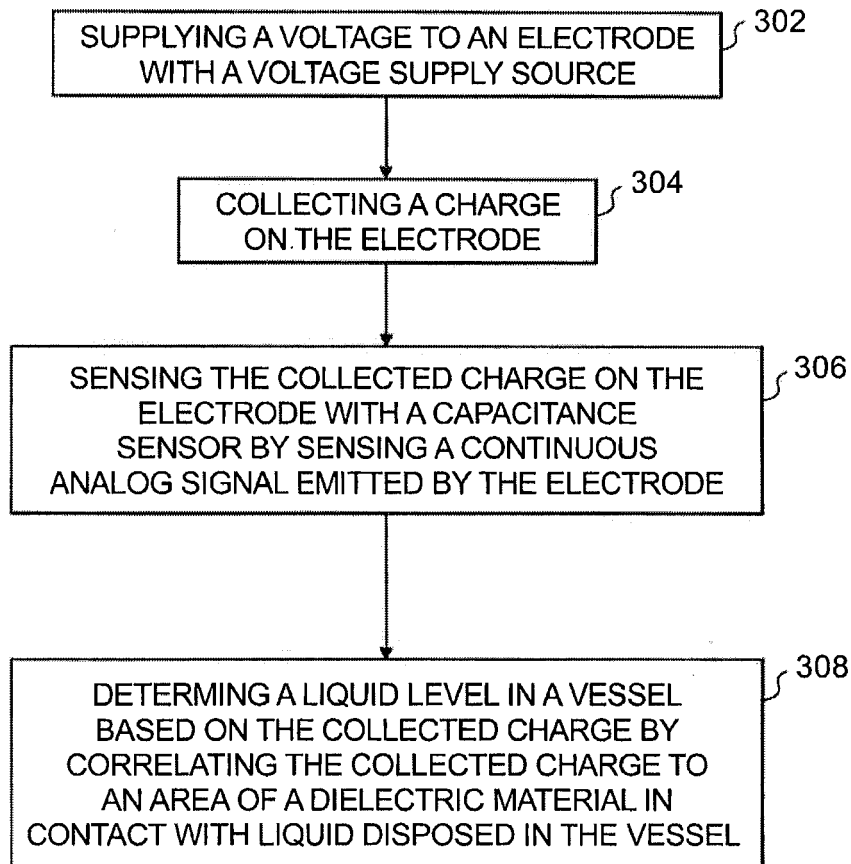 SUPPLYING A VOLTAGE TO AN ELECTRODE
WITH A VOLTAGE SUPPLY SOURCE
302
COLLECTING A CHARGE
ON THE ELECTRODE
304
SENSING THE COLLECTED CHARGE ON THE
ELECTRODE WITH A CAPACITANCE
SENSOR BY SENSING A CONTINUOUS
ANALOG SIGNAL EMITTED BY THE ELECTRODE
306
DETERMING A LIQUID LEVEL IN A VESSEL
BASED ON THE COLLECTED CHARGE BY
CORRELATING THE COLLECTED CHARGE TO
AN AREA OF A DIELECTRIC MATERIAL IN
CONTACT WITH LIQUID DISPOSED IN THE VESSEL
308